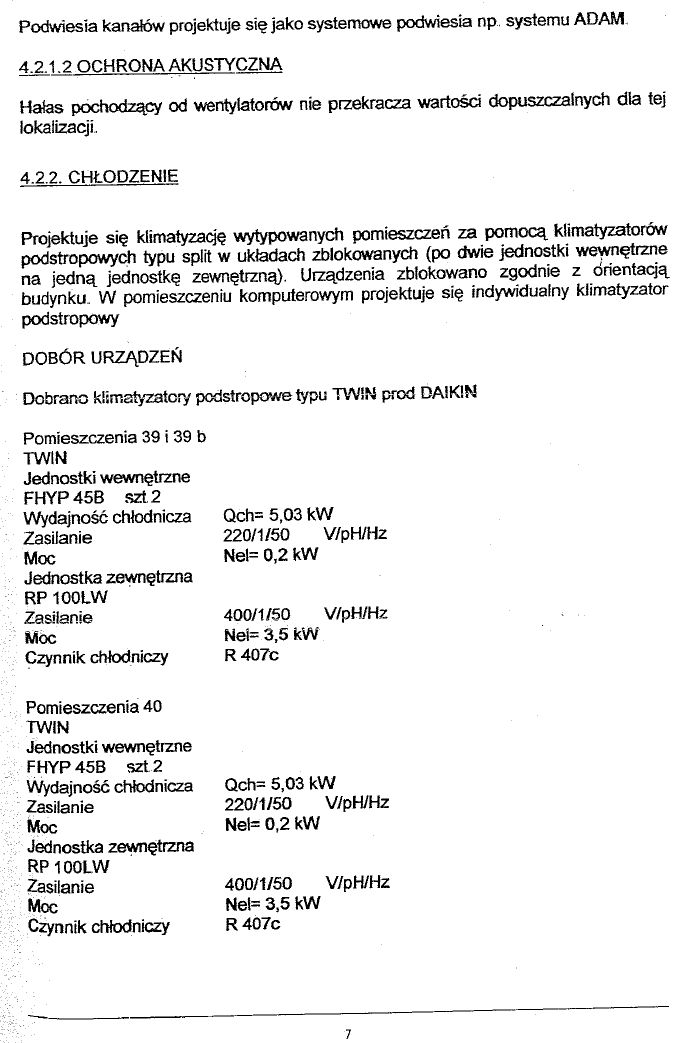 Podwiesia kanałów projektuje się jako systemowe podwiesia np. systemu ADAM.
4.2.1.2 OCHRONA AKUSTYCZNA
Hałas pochodzący od wentylatorów nie przekracza wartości dopuszczalnych dla tej
lokalizacji.
4.2.2. CHŁODZENIE
Projektuje się klimatyzację wytypowanych pomieszczeń za pomocą klimatyzatorów
podstropowych typu split w układach zblokowanych (po dwie jednostki wewnętrzne
na jedną jednostkę zewnętrzną). Urządzenia zblokowano zgodnie z orientacją
budynku. W pomieszczeniu komputerowym projektuje się indywidualny klimatyzator
podstropowy
DOBÓR URZĄDZEŃ
Dobrano klimatyzatory podstropowe typu TWIN prod DAIKIN
Pomieszczenia 39 i 39 b
TWIN
Jednostki wewnętrzne
FHYP 45B szt.2
Wydajność chłodnicza Qch= 5,03 kW
Zasilanie 220/1/50 V/pH/Hz
Moc Nel= 0,2 kW
Jednostka zewnętrzna
RP 100LW
Zasilanie 400/1/50 V/pH/Hz
Moc Nel= 3,5 kW
Czynnik chłodniczy R 407c
Pomieszczenia 40
TWIN
Jednostki wewnętrzne
FHYP 45B szt.2
Wydajność chłodnicza Qch= 5,03 kW
Zasilanie 220/1/50 V/pH/Hz
Moc Nel= 0,2 kW
Jednostka zewnętrzna
RP 100LW
Zasilanie 400/1/50 V/pH/Hz
Moc Nel= 3,5 kW
Czynnik chłodniczy R 407c
7